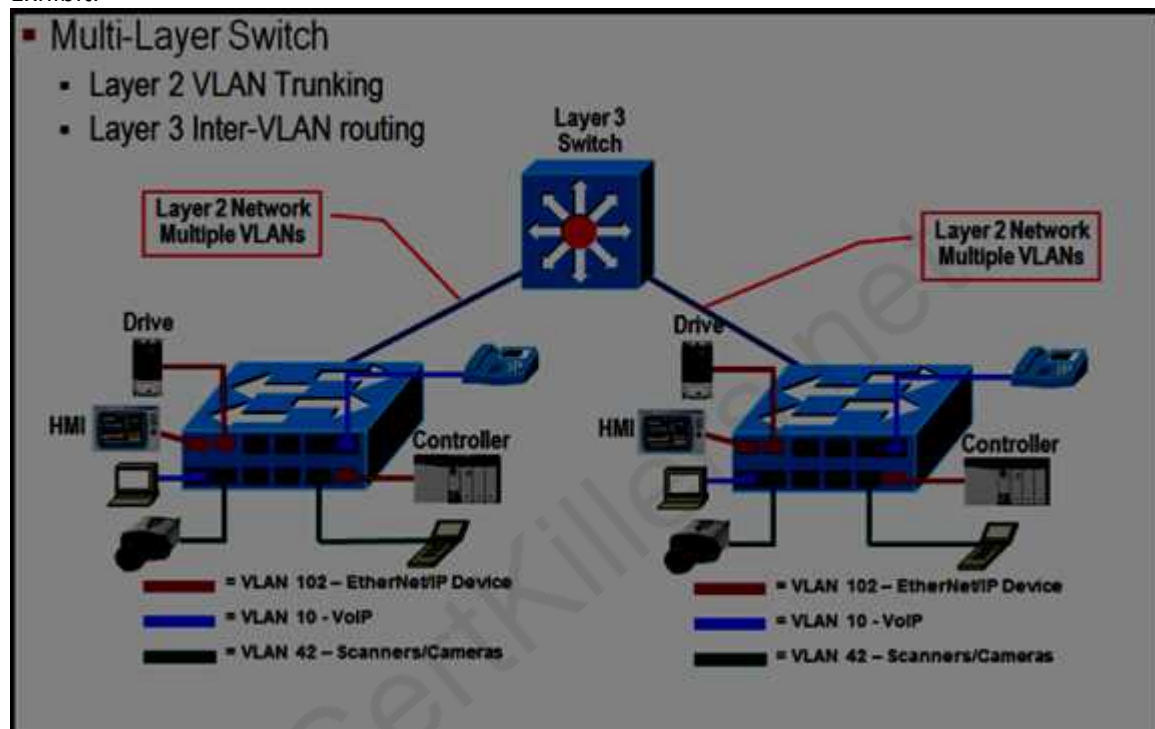 Multi-Layer Switch
Layer 2 VLAN Trunking
Layer 3 Inter-VLAN routing
Layer 3
Switch
Layer 2 Network
Multiple VLANs
Layer 2 Network
Multiple VLANs
Drive
HMI
Controller
Drive
HMI
Controller
IP
IP
= VLAN 102 – EtherNet/IP Device
= VLAN 10 - VoIP
= VLAN 42 – Scanners/Cameras
= VLAN 102 – EtherNet/IP Device
= VLAN 10 - VoIP
= VLAN 42 – Scanners/Cameras